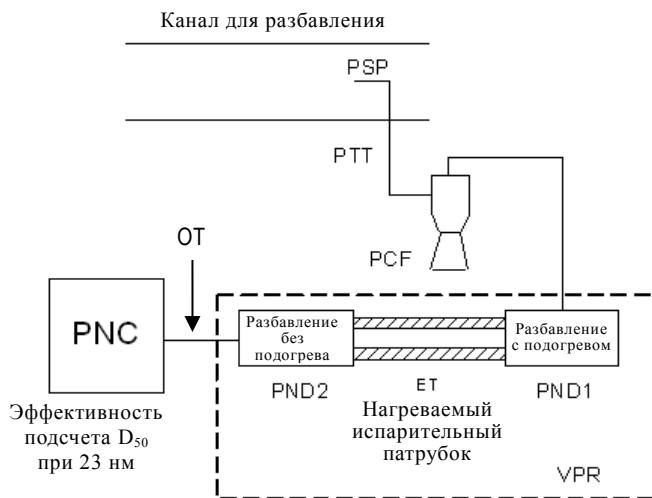 Канал для разбавления
PSP
PTT
PCF
OT
PNC
Разбавление
без
подогрева
PND2
Разбавление
с подогревом
PND1
ET
Нагреваемый
испарительный
патрубок
Эффективность
подсчета D₅₀
при 23 нм
VPR